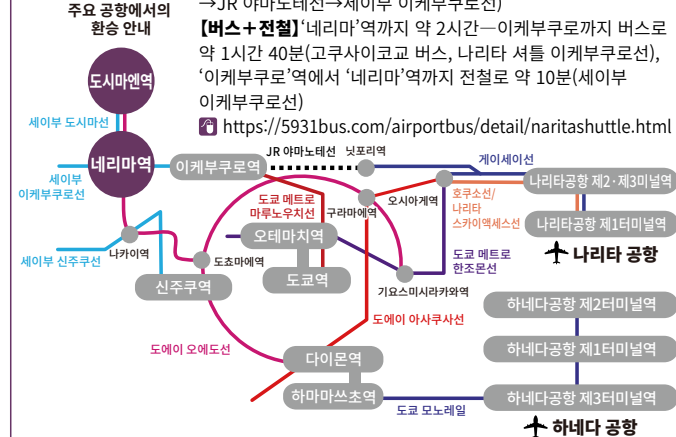 주요 공항에서의
환승 안내
→JR 야마노테선→세이부 이케부쿠로선)
【버스+전철】‘네리마’역까지 약 2시간—이케부쿠로까지 버스로
약 1시간 40분(고쿠사이코교 버스, 나리타 셔틀 이케부쿠로선),
‘이케부쿠로’역에서 ‘네리마’역까지 전철로 약 10분(세이부
이케부쿠로선)
https://5931bus.com/airportbus/detail/naritashuttle.html
도시마엔역
세이부 도시마선
네리마역
세이부
이케부쿠로선
이케부쿠로역
JR 야마노테선
닛포리역
게이세이선
나리타공항 제2·제3미널역
나리타공항 제1터미널역
나리타 공항
호쿠소선/
나리타
스카이액세스선
오시아게역
구라마에역
도쿄 메트로
마루노우치선
오테마치역
도쿄역
도쿄 메트로
한조몬선
기요스미시라카와역
나카이역
세이부 신주쿠선
도쵸마에역
신주쿠역
도에이 아사쿠사선
도에이 오에도선
다이몬역
하마마쓰초역
도쿄 모노레일
하네다공항 제2터미널역
하네다공항 제1터미널역
하네다공항 제3터미널역
하네다 공항